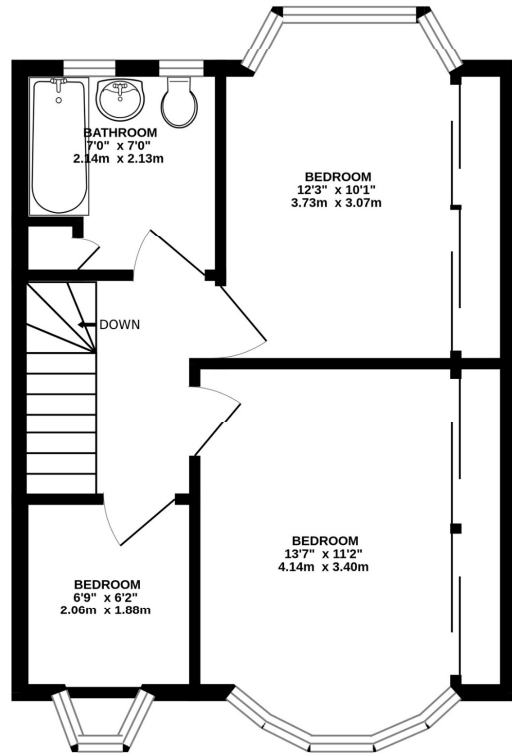 BATHROOM
7'0" x 7'0"
2.14m x 2.13m
BEDROOM
12'3" x 10'1"
3.73m x 3.07m
DOWN
BEDROOM
13'7" x 11'2"
4.14m x 3.40m
BEDROOM
6'9" x 6'2"
2.06m x 1.88m